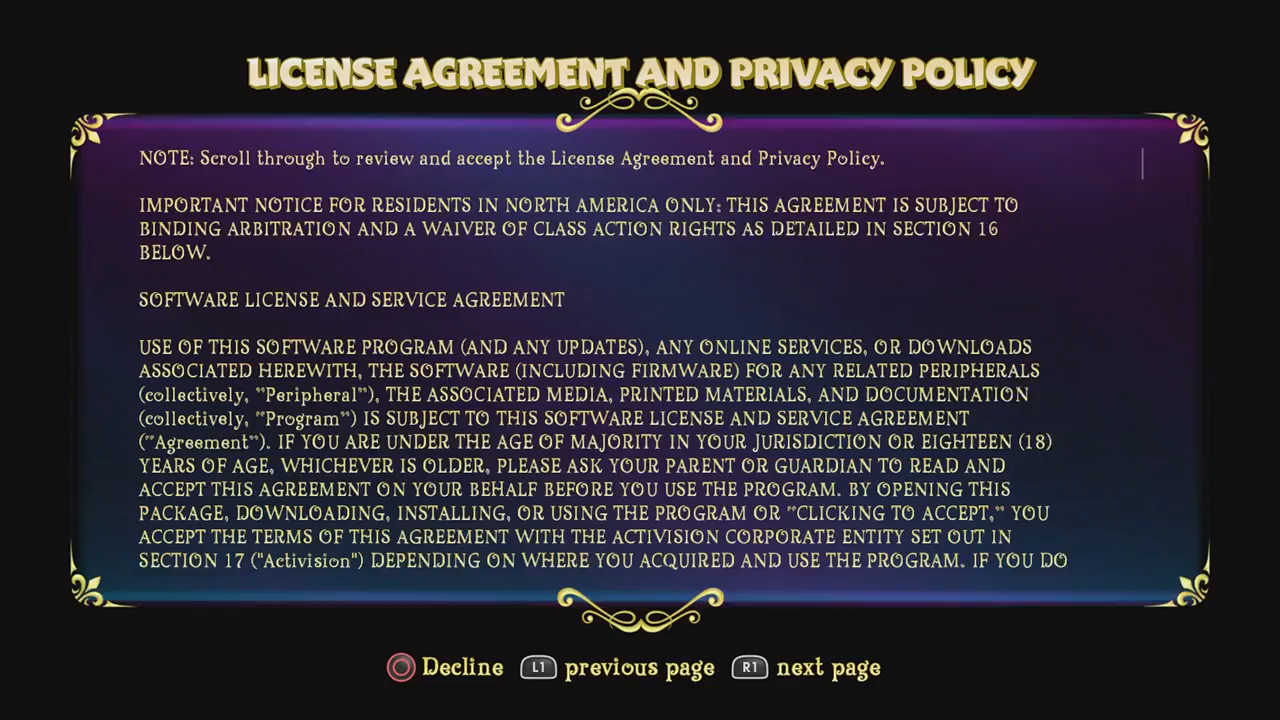 LICENSE AGREEMENT AND PRIVACY POLICY
NOTE: Scroll through to review and accept the License Agreement and Privacy Policy.
IMPORTANT NOTICE FOR RESIDENTS IN NORTH AMERICA ONLY: THIS AGREEMENT IS SUBJECT TO
BINDING ARBITRATION AND A WAIVER OF CLASS ACTION RIGHTS AS DETAILED IN SECTION 16
BELOW.
SOFTWARE LICENSE AND SERVICE AGREEMENT
USE OF THIS SOFTWARE PROGRAM (AND ANY UPDATES), ANY ONLINE SERVICES, OR DOWNLOADS
ASSOCIATED HEREWITH, THE SOFTWARE (INCLUDING FIRMWARE) FOR ANY RELATED PERIPHERALS
(collectively, "Peripheral"), THE ASSOCIATED MEDIA, PRINTED MATERIALS, AND DOCUMENTATION
(collectively, "Program") IS SUBJECT TO THIS SOFTWARE LICENSE AND SERVICE AGREEMENT
("Agreement"). IF YOU ARE UNDER THE AGE OF MAJORITY IN YOUR JURISDICTION OR EIGHTEEN (18)
YEARS OF AGE, WHICHEVER IS OLDER, PLEASE ASK YOUR PARENT OR GUARDIAN TO READ AND
ACCEPT THIS AGREEMENT ON YOUR BEHALF BEFORE YOU USE THE PROGRAM. BY OPENING THIS
PACKAGE, DOWNLOADING, INSTALLING, OR USING THE PROGRAM OR "CLICKING TO ACCEPT," YOU
ACCEPT THE TERMS OF THIS AGREEMENT WITH THE ACTIVISION CORPORATE ENTITY SET OUT IN
SECTION 17 ("Activision") DEPENDING ON WHERE YOU ACQUIRED AND USE THE PROGRAM. IF YOU DO
Decline L1 previous page R1 next page